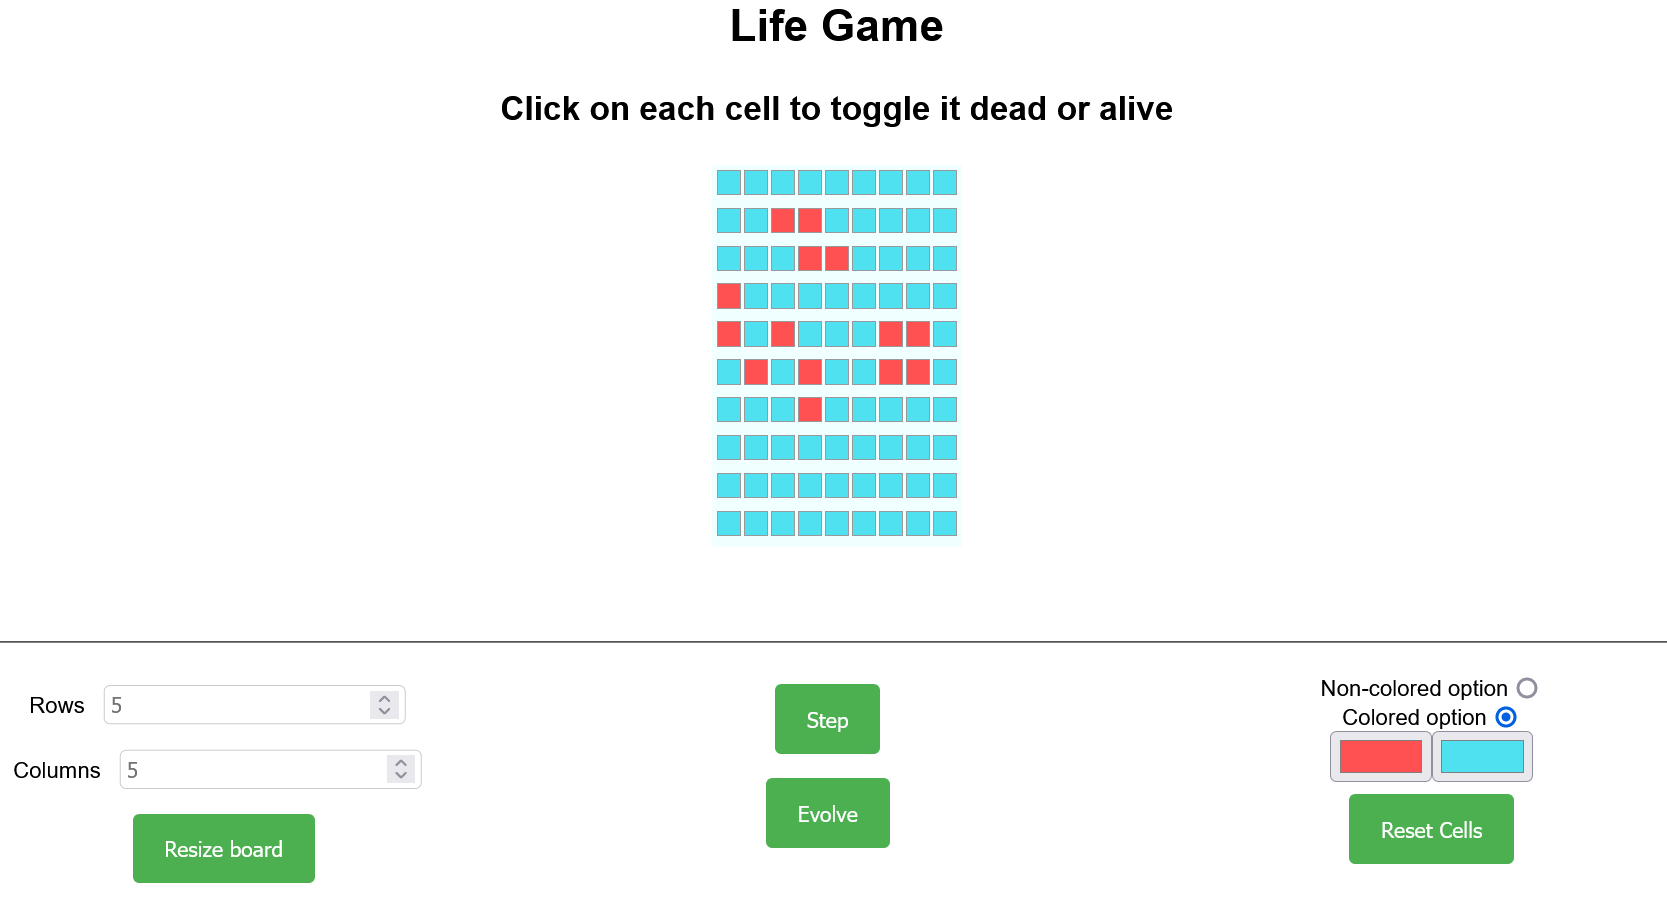 Life Game
Click on each cell to toggle it dead or alive
Rows 5
Columns 5
Resize board
Step
Evolve
Non-colored option
Colored option
Reset Cells